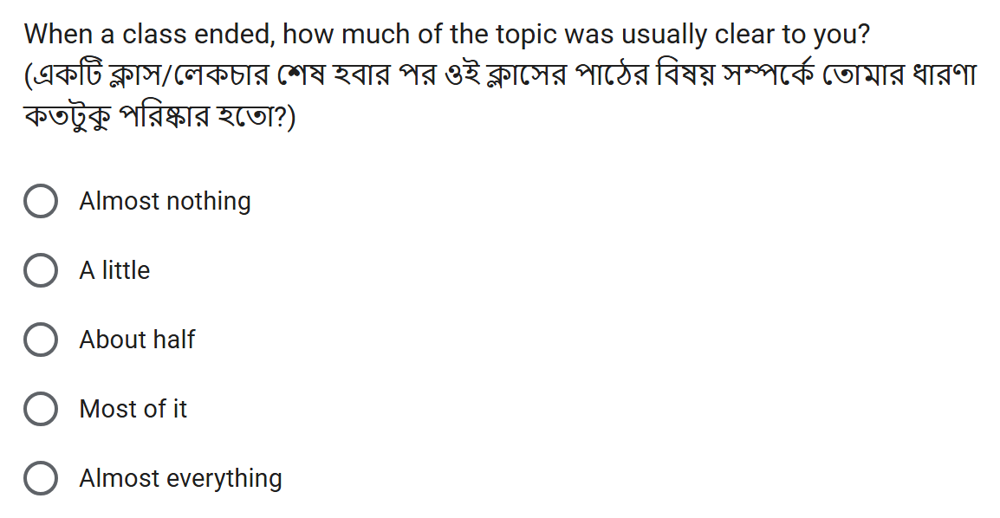 When a class ended, how much of the topic was usually clear to you?
(একটি ক্লাস/লেকচার শেষ হবার পর ওই ক্লাসের পাঠের বিষয় সম্পর্কে তোমার ধারণা
কতটুকু পরিষ্কার হতো?)
Almost nothing
A little
About half
Most of it
Almost everything